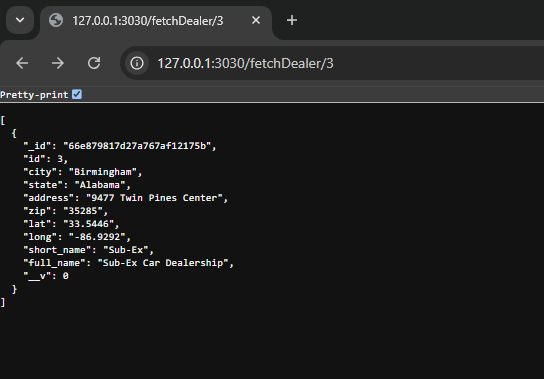 127.0.0.1:3030/fetchDealer/3
127.0.0.1:3030/fetchDealer/3
Pretty-print
[
  {
    "_id": "66e879817d27a767af12175b",
    "id": 3,
    "city": "Birmingham",
    "state": "Alabama",
    "address": "9477 Twin Pines Center",
    "zip": "35285",
    "lat": "33.5446",
    "long": "-86.9292",
    "short_name": "Sub-Ex",
    "full_name": "Sub-Ex Car Dealership",
    "__v": 0
  }
]